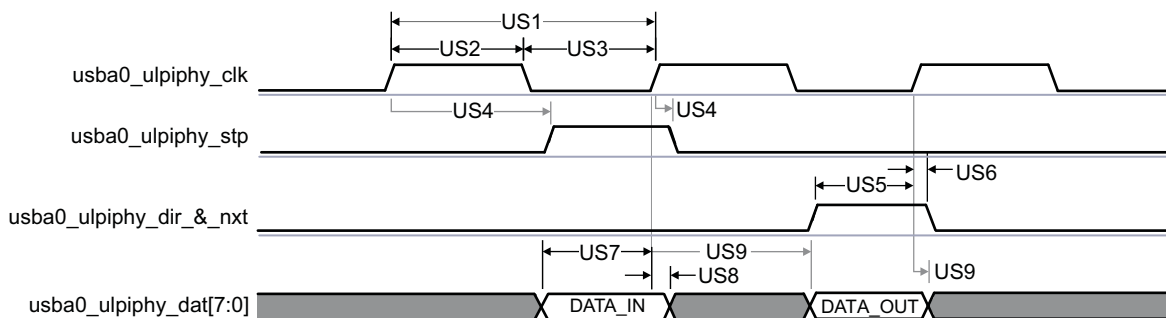 US1
US2 US3
usba0_ulpiphy_clk
US4 US4
usba0_ulpiphy_stp
US5 US6
usba0_ulpiphy_dir_&_nxt
US7 US9
US8 US9
usba0_ulpiphy_dat[7:0] DATA_IN DATA_OUT